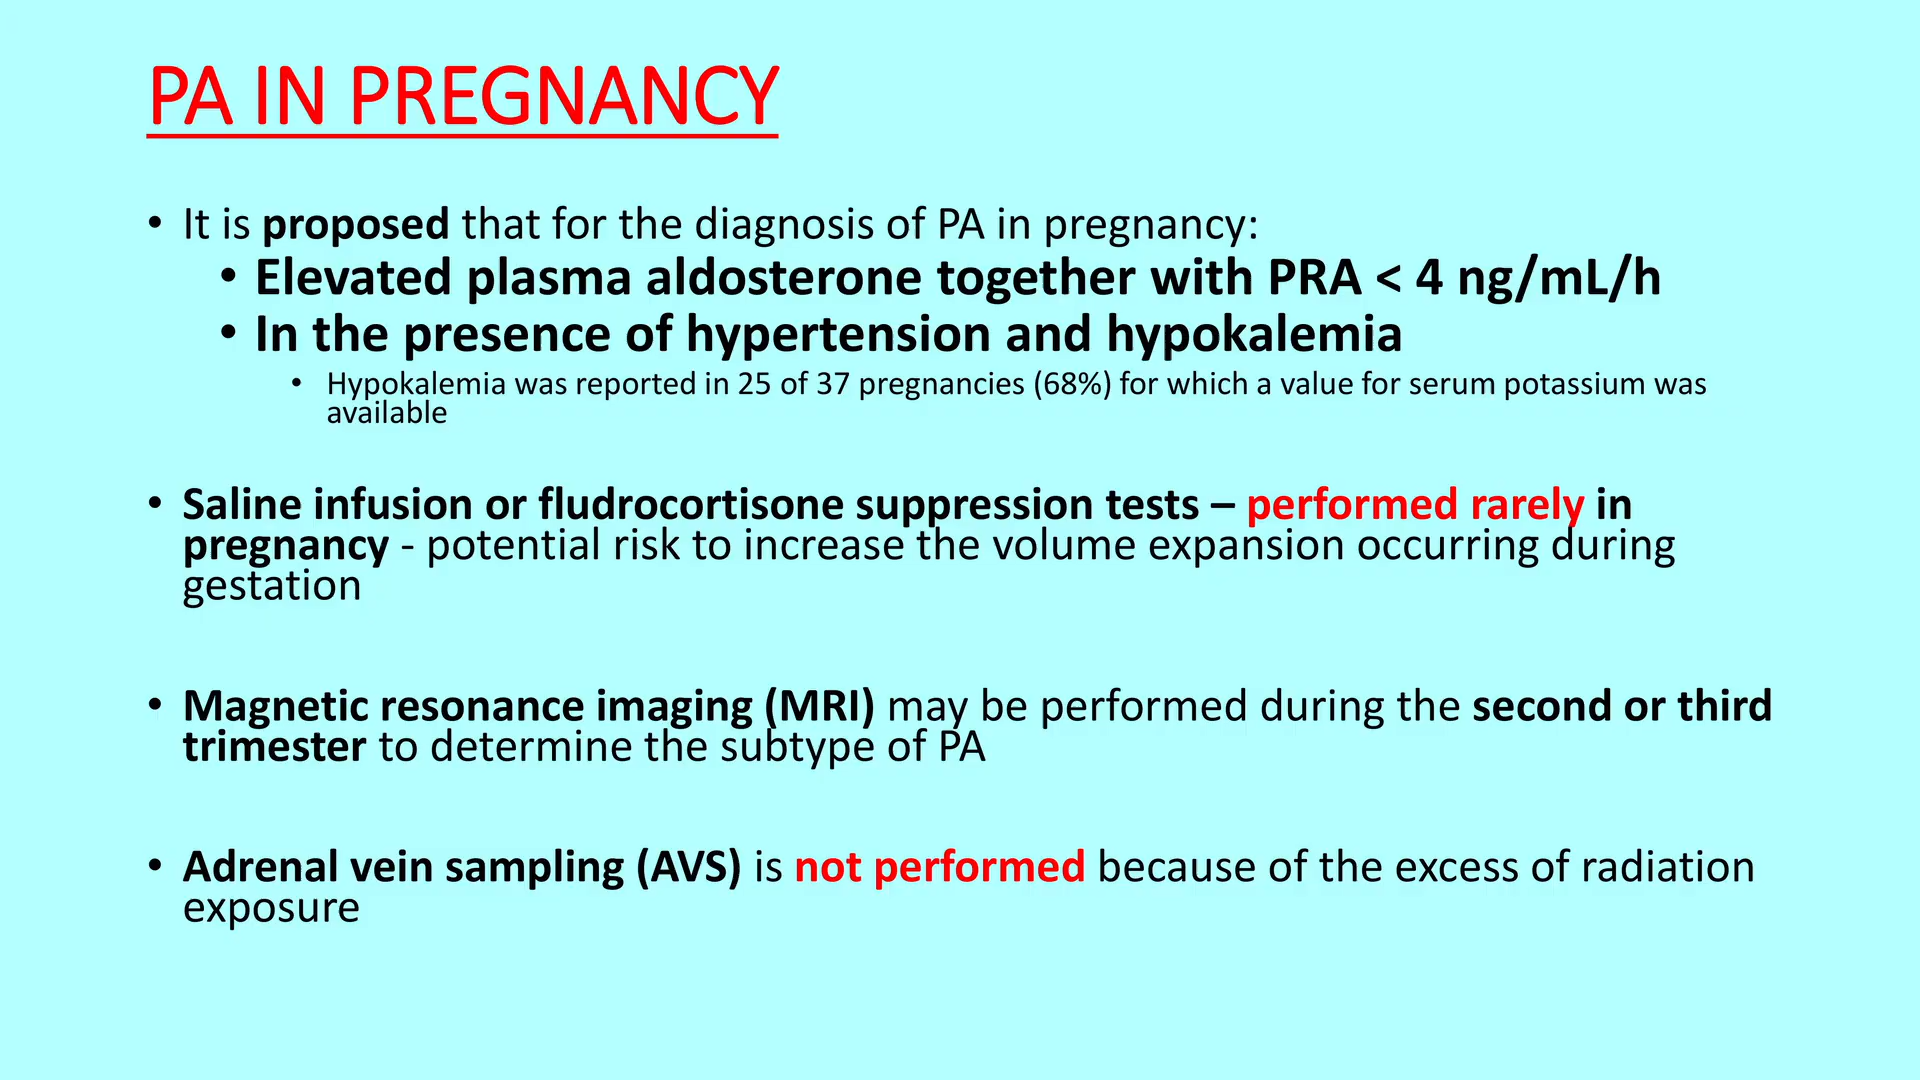 PA IN PREGNANCY
• It is proposed that for the diagnosis of PA in pregnancy:
• Elevated plasma aldosterone together with PRA < 4 ng/mL/h
• In the presence of hypertension and hypokalemia
• Hypokalemia was reported in 25 of 37 pregnancies (68%) for which a value for serum potassium was
available
• Saline infusion or fludrocortisone suppression tests – performed rarely in
pregnancy - potential risk to increase the volume expansion occurring during
gestation
• Magnetic resonance imaging (MRI) may be performed during the second or third
trimester to determine the subtype of PA
• Adrenal vein sampling (AVS) is not performed because of the excess of radiation
exposure